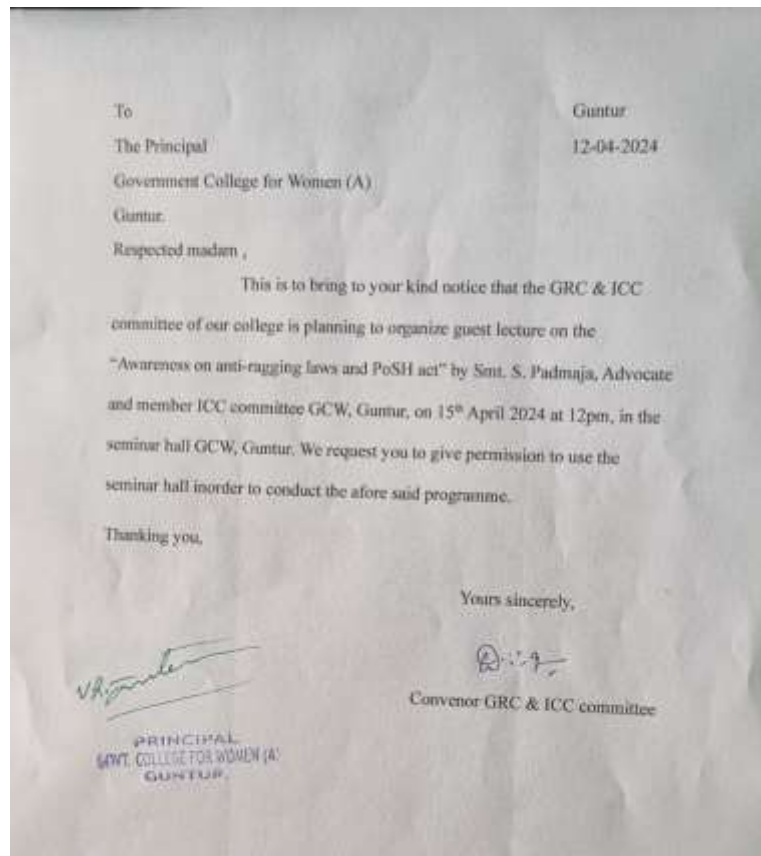 To
Guntur
The Principal
12-04-2024
Government College for Women (A)
Guntur.
Respected madam ,
This is to bring to your kind notice that the GRC & ICC
committee of our college is planning to organize guest lecture on the
“Awareness on anti-ragging laws and PoSH act” by Smt. S. Padmaja, Advocate
and member ICC committee GCW, Guntur, on 15th April 2024 at 12pm, in the
seminar hall GCW, Guntur. We request you to give permission to use the
seminar hall inorder to conduct the afore said programme.
Thanking you,
Yours sincerely,
Convenor GRC & ICC committee
PRINCIPAL
GOVT. COLLEGE FOR WOMEN (A)
GUNTUR.